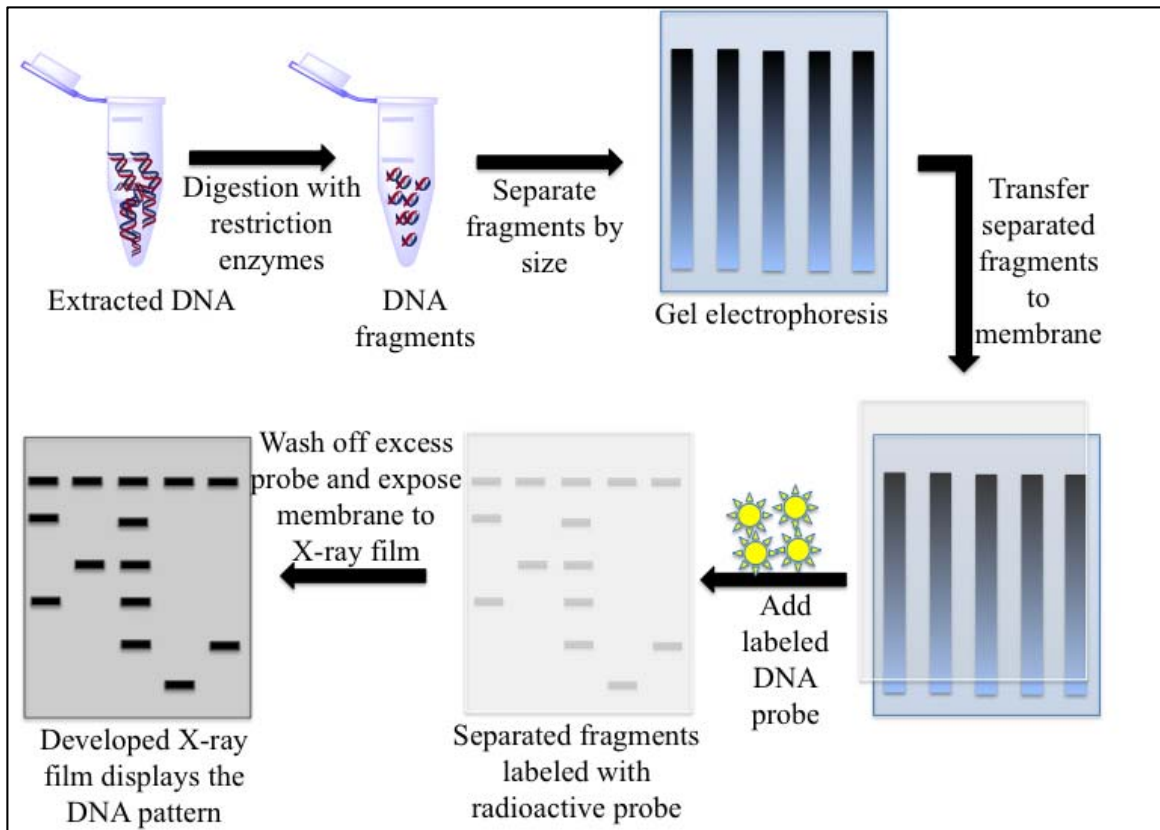 Extracted DNA
Digestion with
restriction
enzymes
DNA
fragments
Separate
fragments by
size
Gel electrophoresis
Transfer
separated
fragments
to
membrane
Add
labeled
DNA
probe
Separated fragments
labeled with
radioactive probe
Wash off excess
probe and expose
membrane to
X-ray film
Developed X-ray
film displays the
DNA pattern